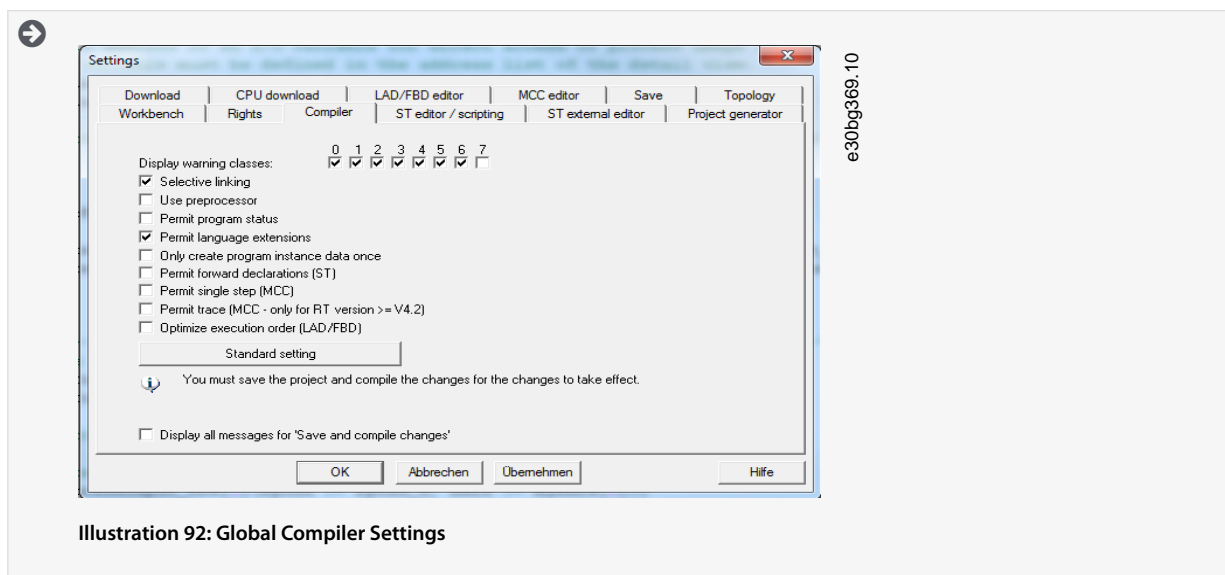 Settings
Download CPU download LAD/FBD editor MCC editor Save Topology
Workbench Rights Compiler ST editor / scripting ST external editor Project generator
0 1 2 3 4 5 6 7
Display warning classes:
Selective linking
Use preprocessor
Permit program status
Permit language extensions
Only create program instance data once
Permit forward declarations (ST)
Permit single step (MCC)
Permit trace (MCC - only for RT version >= V4.2)
Optimize execution order (LAD/FBD)
Standard setting
You must save the project and compile the changes for the changes to take effect.
Display all messages for 'Save and compile changes'
OK Abbrechen Übernehmen Hilfe
e30bg369.10
Illustration 92: Global Compiler Settings